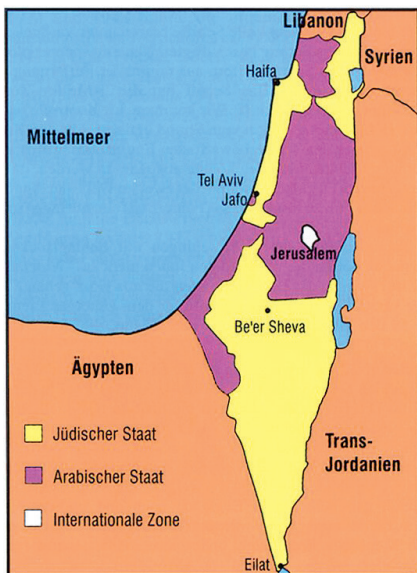 Libanon
Syrien
Haifa
Mittelmeer
Tel Aviv
Jafo
Jerusalem
Be'er Sheva
Ägypten
Jüdischer Staat
Trans-
Jordanien
Arabischer Staat
Internationale Zone
Eilat